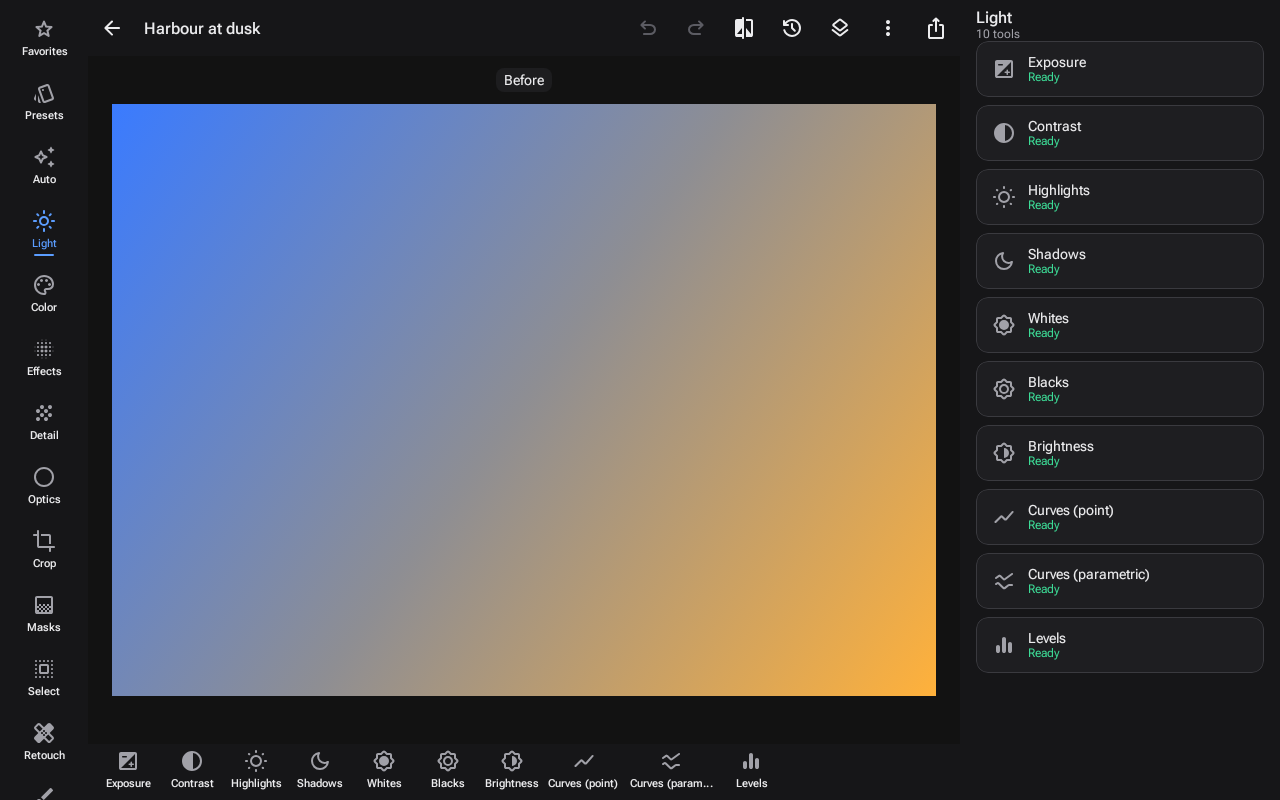 Favorites
Presets
Auto
Light
Color
Effects
Detail
Optics
Crop
Masks
Select
Retouch
Harbour at dusk
Before
Exposure
Contrast
Highlights
Shadows
Whites
Blacks
Brightness
Curves (point)
Curves (param...
Levels
Light
10 tools
Exposure
Ready
Contrast
Ready
Highlights
Ready
Shadows
Ready
Whites
Ready
Blacks
Ready
Brightness
Ready
Curves (point)
Ready
Curves (parametric)
Ready
Levels
Ready